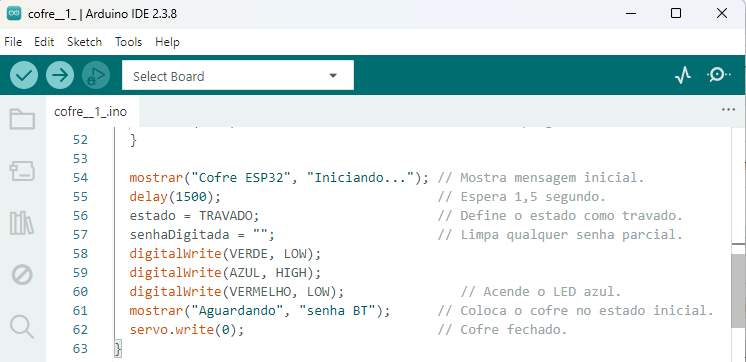 cofre__1_ | Arduino IDE 2.3.8
File Edit Sketch Tools Help
Select Board
cofre__1_.ino
52 }
53
54 mostrar("Cofre ESP32", "Iniciando..."); // Mostra mensagem inicial.
55 delay(1500); // Espera 1,5 segundo.
56 estado = TRAVADO; // Define o estado como travado.
57 senhaDigitada = ""; // Limpa qualquer senha parcial.
58 digitalWrite(VERDE, LOW);
59 digitalWrite(AZUL, HIGH);
60 digitalWrite(VERMELHO, LOW); // Acende o LED azul.
61 mostrar("Aguardando", "senha BT"); // Coloca o cofre no estado inicial.
62 servo.write(0); // Cofre fechado.
63 }